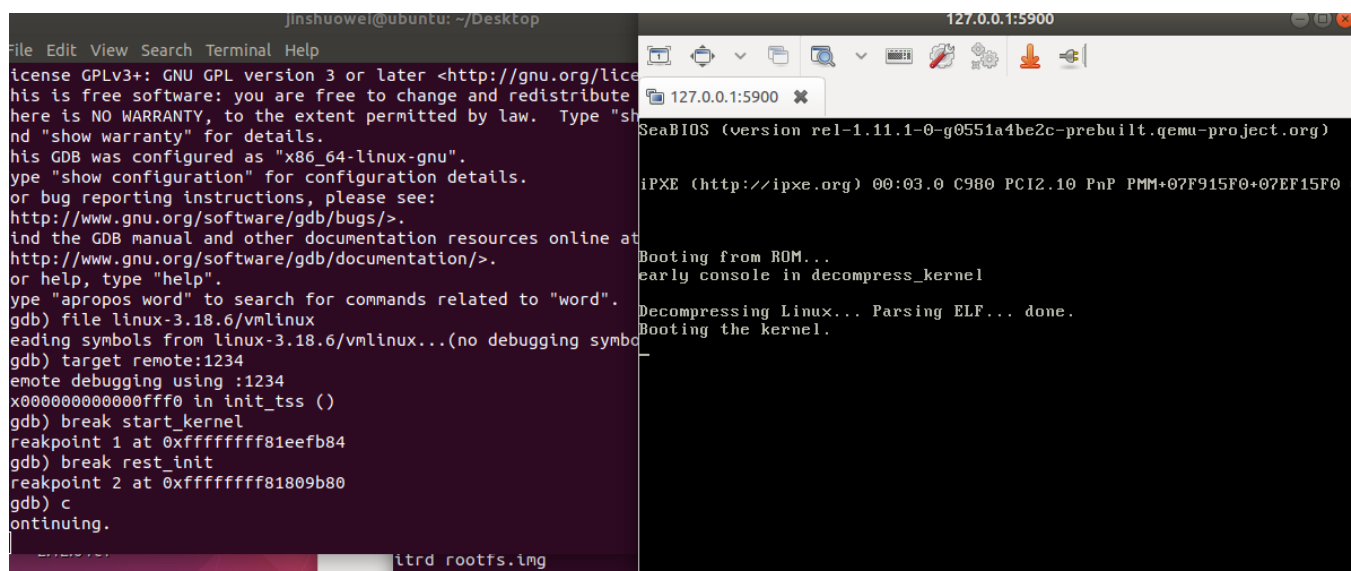 jinshuowei@ubuntu: ~/Desktop
File Edit View Search Terminal Help
icense GPLv3+: GNU GPL version 3 or later <http://gnu.org/lice
his is free software: you are free to change and redistribute
here is NO WARRANTY, to the extent permitted by law.  Type "sh
nd "show warranty" for details.
his GDB was configured as "x86_64-linux-gnu".
ype "show configuration" for configuration details.
or bug reporting instructions, please see:
http://www.gnu.org/software/gdb/bugs/>.
ind the GDB manual and other documentation resources online at
http://www.gnu.org/software/gdb/documentation/>.
or help, type "help".
ype "apropos word" to search for commands related to "word".
gdb) file linux-3.18.6/vmlinux
eading symbols from linux-3.18.6/vmlinux...(no debugging symbo
gdb) target remote:1234
emote debugging using :1234
x000000000000fff0 in init_tss ()
gdb) break start_kernel
reakpoint 1 at 0xffffffff81eefb84
gdb) break rest_init
reakpoint 2 at 0xffffffff81809b80
gdb) c
ontinuing.
itrd rootfs.img
127.0.0.1:5900
127.0.0.1:5900
SeaBIOS (version rel-1.11.1-0-g0551a4be2c-prebuilt.qemu-project.org)
iPXE (http://ipxe.org) 00:03.0 C980 PCI2.10 PnP PMM+07F915F0+07EF15F0
Booting from ROM...
early console in decompress_kernel
Decompressing Linux... Parsing ELF... done.
Booting the kernel.